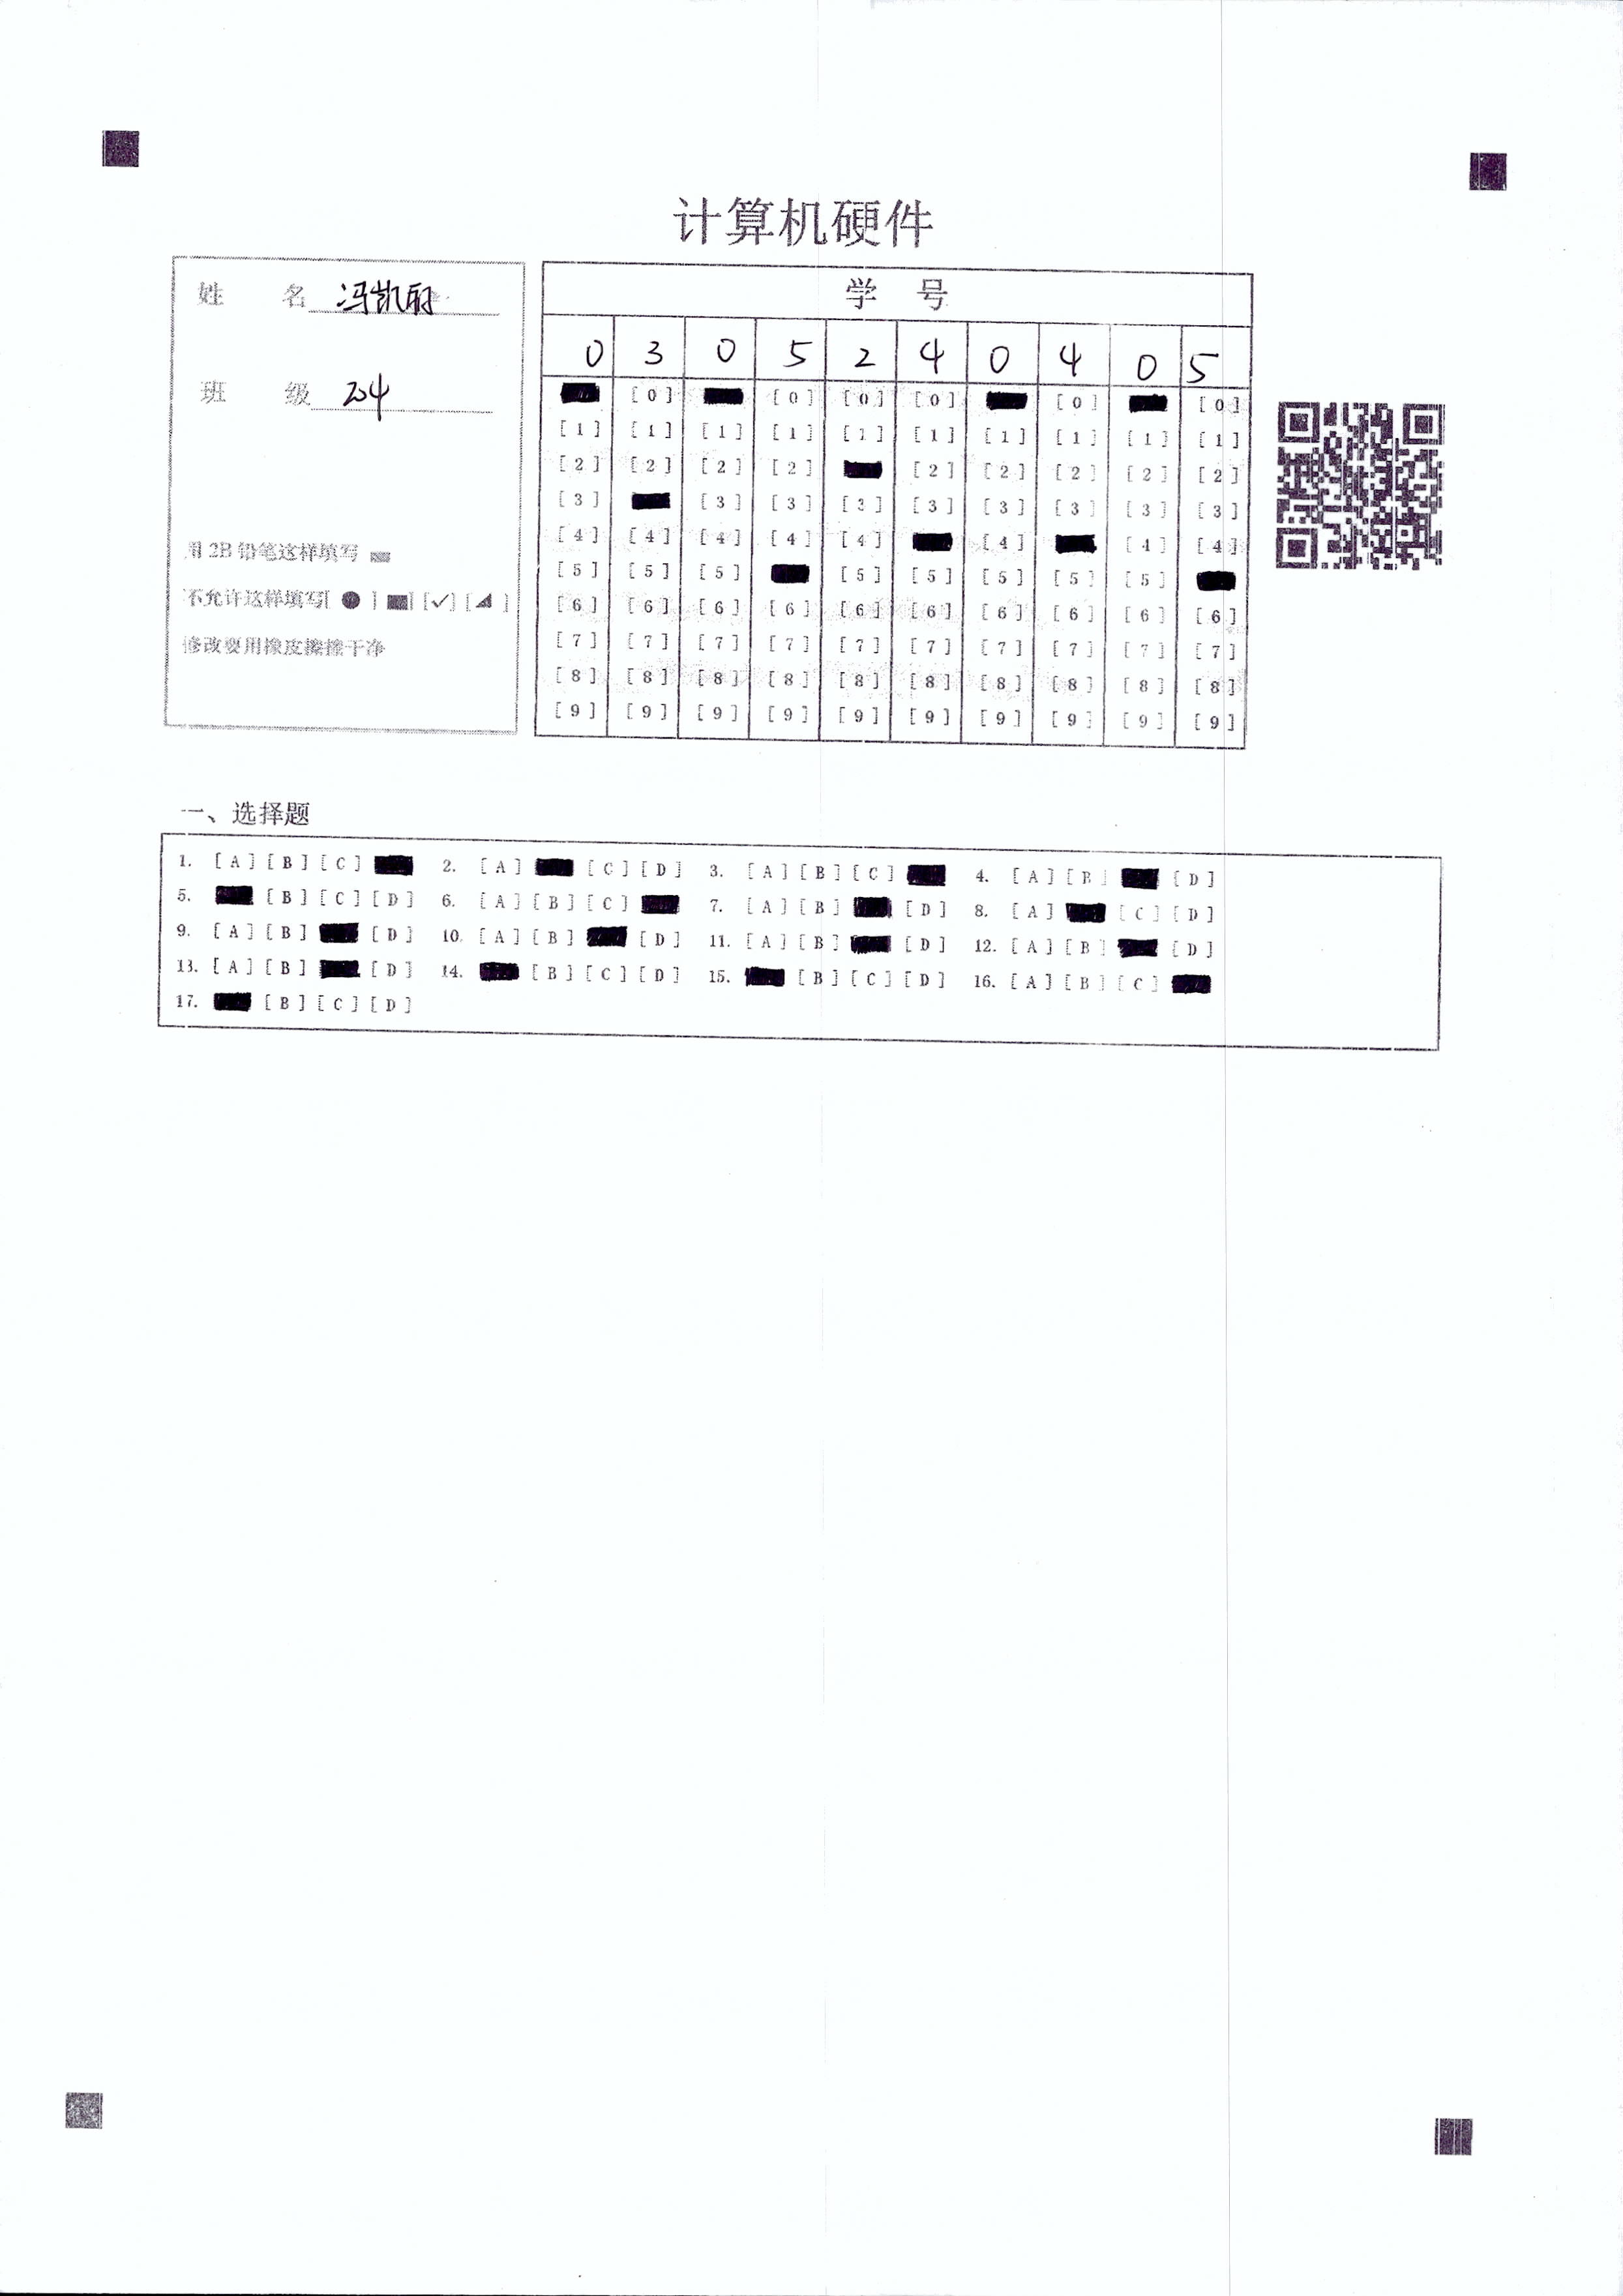 计算机硬件
姓 名 冯凯丽
班 级 204
用2B铅笔这样填写
不允许这样填写[●] ■ [✓] [◢]
修改要用橡皮擦擦干净
学 号
0 3 0 5 2 4 0 4 0 5
[0] [0] [0] [0] [0] [0]
[1] [1] [1] [1] [1] [1] [1] [1] [1] [1]
[2] [2] [2] [2] [2] [2] [2] [2] [2]
[3] [3] [3] [3] [3] [3] [3] [3] [3]
[4] [4] [4] [4] [4] [4] [4] [4]
[5] [5] [5] [5] [5] [5] [5] [5]
[6] [6] [6] [6] [6] [6] [6] [6] [6] [6]
[7] [7] [7] [7] [7] [7] [7] [7] [7] [7]
[8] [8] [8] [8] [8] [8] [8] [8] [8] [8]
[9] [9] [9] [9] [9] [9] [9] [9] [9] [9]
一、选择题
1. [A] [B] [C] 2. [A] [C] [D] 3. [A] [B] [C] 4. [A] [B] [D]
5. [B] [C] [D] 6. [A] [B] [C] 7. [A] [B] [D] 8. [A] [C] [D]
9. [A] [B] [D] 10. [A] [B] [D] 11. [A] [B] [D] 12. [A] [B] [D]
13. [A] [B] [D] 14. [B] [C] [D] 15. [B] [C] [D] 16. [A] [B] [C]
17. [B] [C] [D]